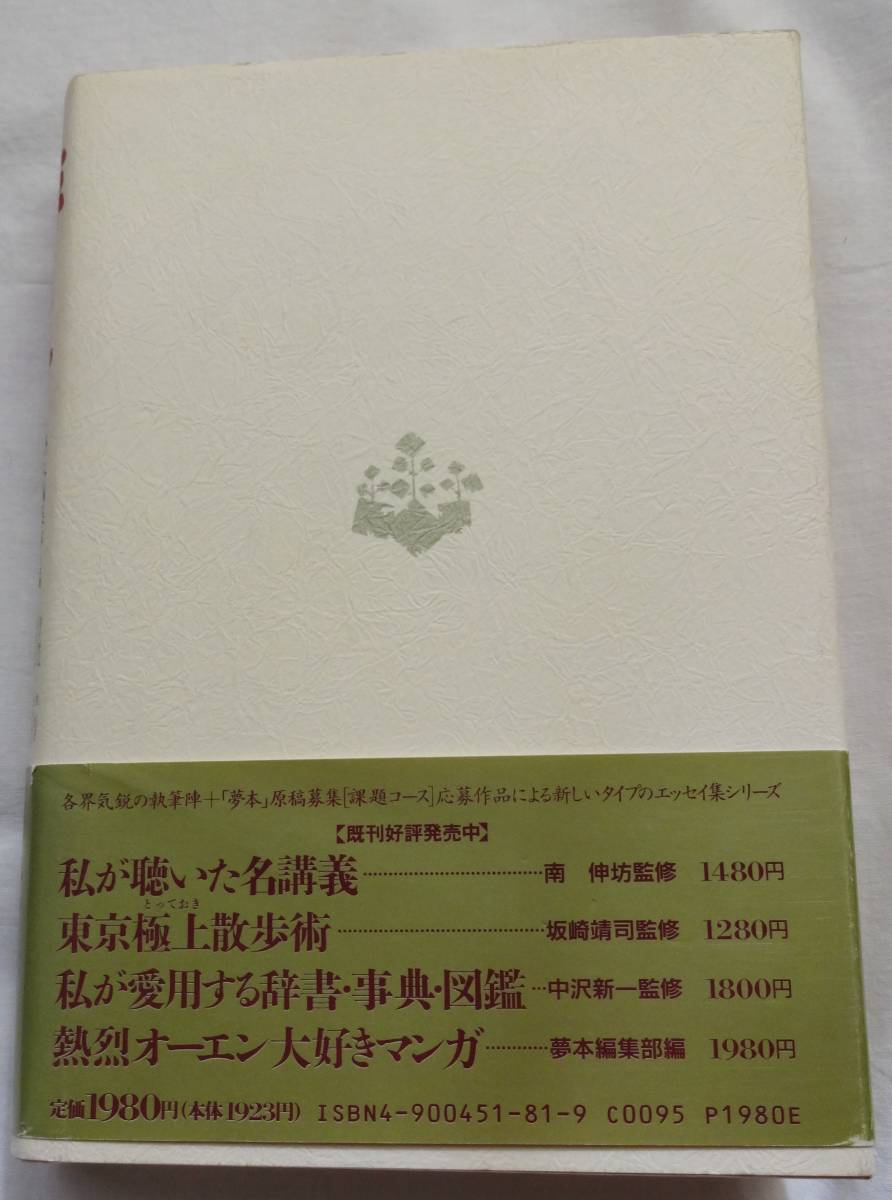 各界気鋭の執筆陣+「夢本」原稿募集[課題コース]応募作品による新しいタイプのエッセイ集シリーズ
【既刊好評発売中】
私が聴いた名講義………………………………南 伸坊監修 1480円
とっておき
東京極上散歩術……………………………………坂崎靖司監修 1280円
私が愛用する辞書・事典・図鑑…中沢新一監修 1800円
熱烈オーエン大好きマンガ…………夢本編集部編 1980円
定価1980円(本体1923円) ISBN4-900451-81-9 C0095 P1980E